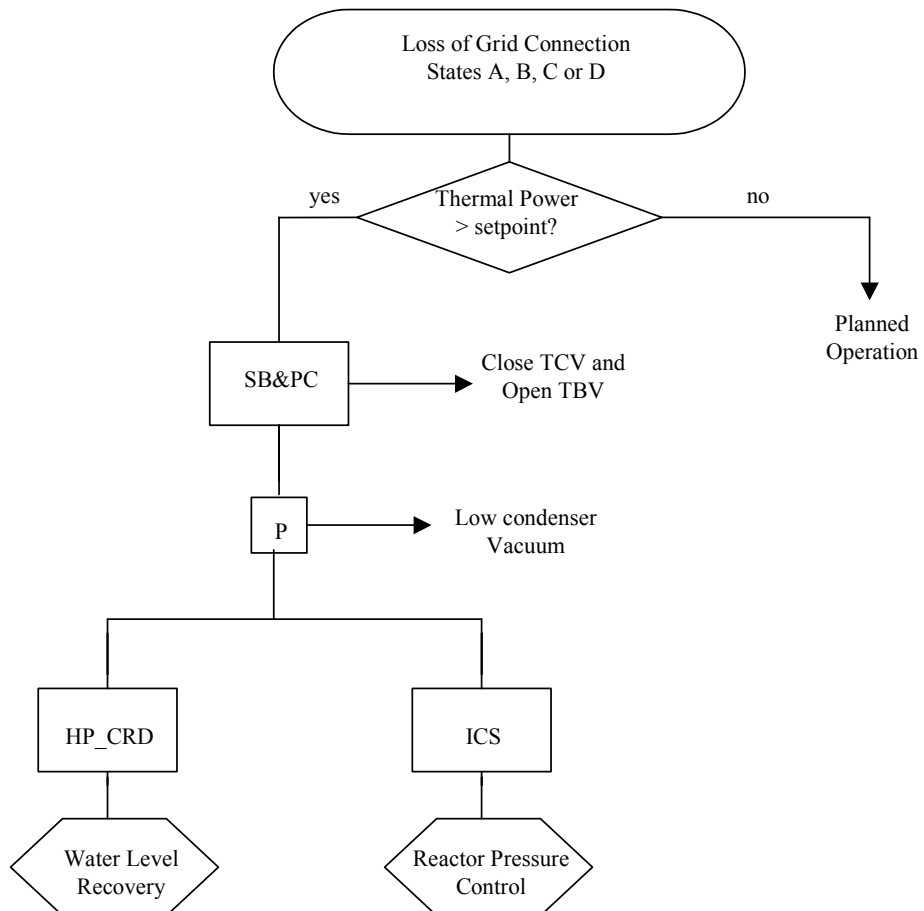 Loss of Grid Connection
States A, B, C or D
yes
Thermal Power
> setpoint?
no
Planned
Operation
SB&PC
Close TCV and
Open TBV
P
Low condenser
Vacuum
HP_CRD
ICS
Water Level
Recovery
Reactor Pressure
Control